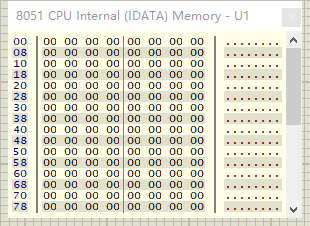 8051 CPU Internal (IDATA) Memory - U1
00 00 00 00 00 00 00 00 00 ........
08 00 00 00 00 00 00 00 00 ........
10 00 00 00 00 00 00 00 00 ........
18 00 00 00 00 00 00 00 00 ........
20 00 00 00 00 00 00 00 00 ........
28 00 00 00 00 00 00 00 00 ........
30 00 00 00 00 00 00 00 00 ........
38 00 00 00 00 00 00 00 00 ........
40 00 00 00 00 00 00 00 00 ........
48 00 00 00 00 00 00 00 00 ........
50 00 00 00 00 00 00 00 00 ........
58 00 00 00 00 00 00 00 00 ........
60 00 00 00 00 00 00 00 00 ........
68 00 00 00 00 00 00 00 00 ........
70 00 00 00 00 00 00 00 00 ........
78 00 00 00 00 00 00 00 00 ........